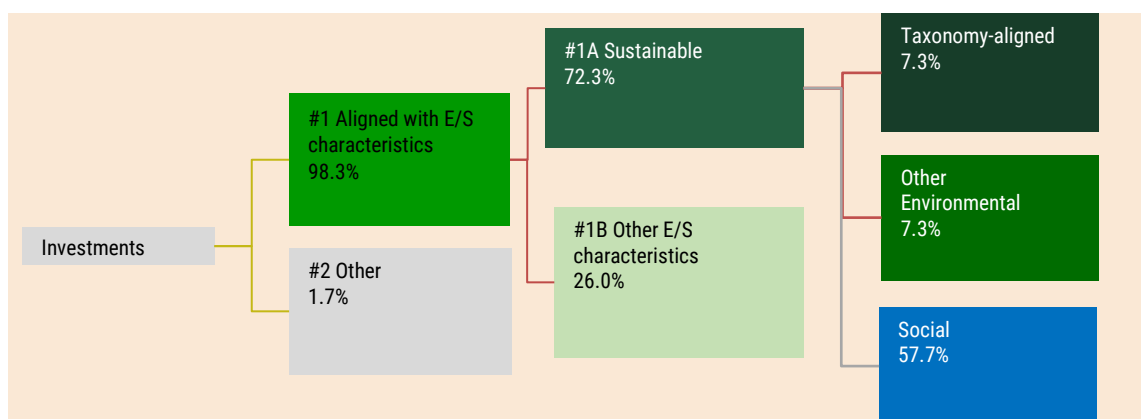 Investments
#1 Aligned with E/S
characteristics
98.3%
#2 Other
1.7%
#1A Sustainable
72.3%
#1B Other E/S
characteristics
26.0%
Taxonomy-aligned
7.3%
Other
Environmental
7.3%
Social
57.7%